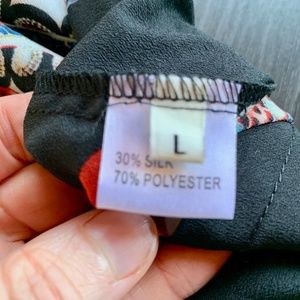 L
30% SILK
70% POLYESTER